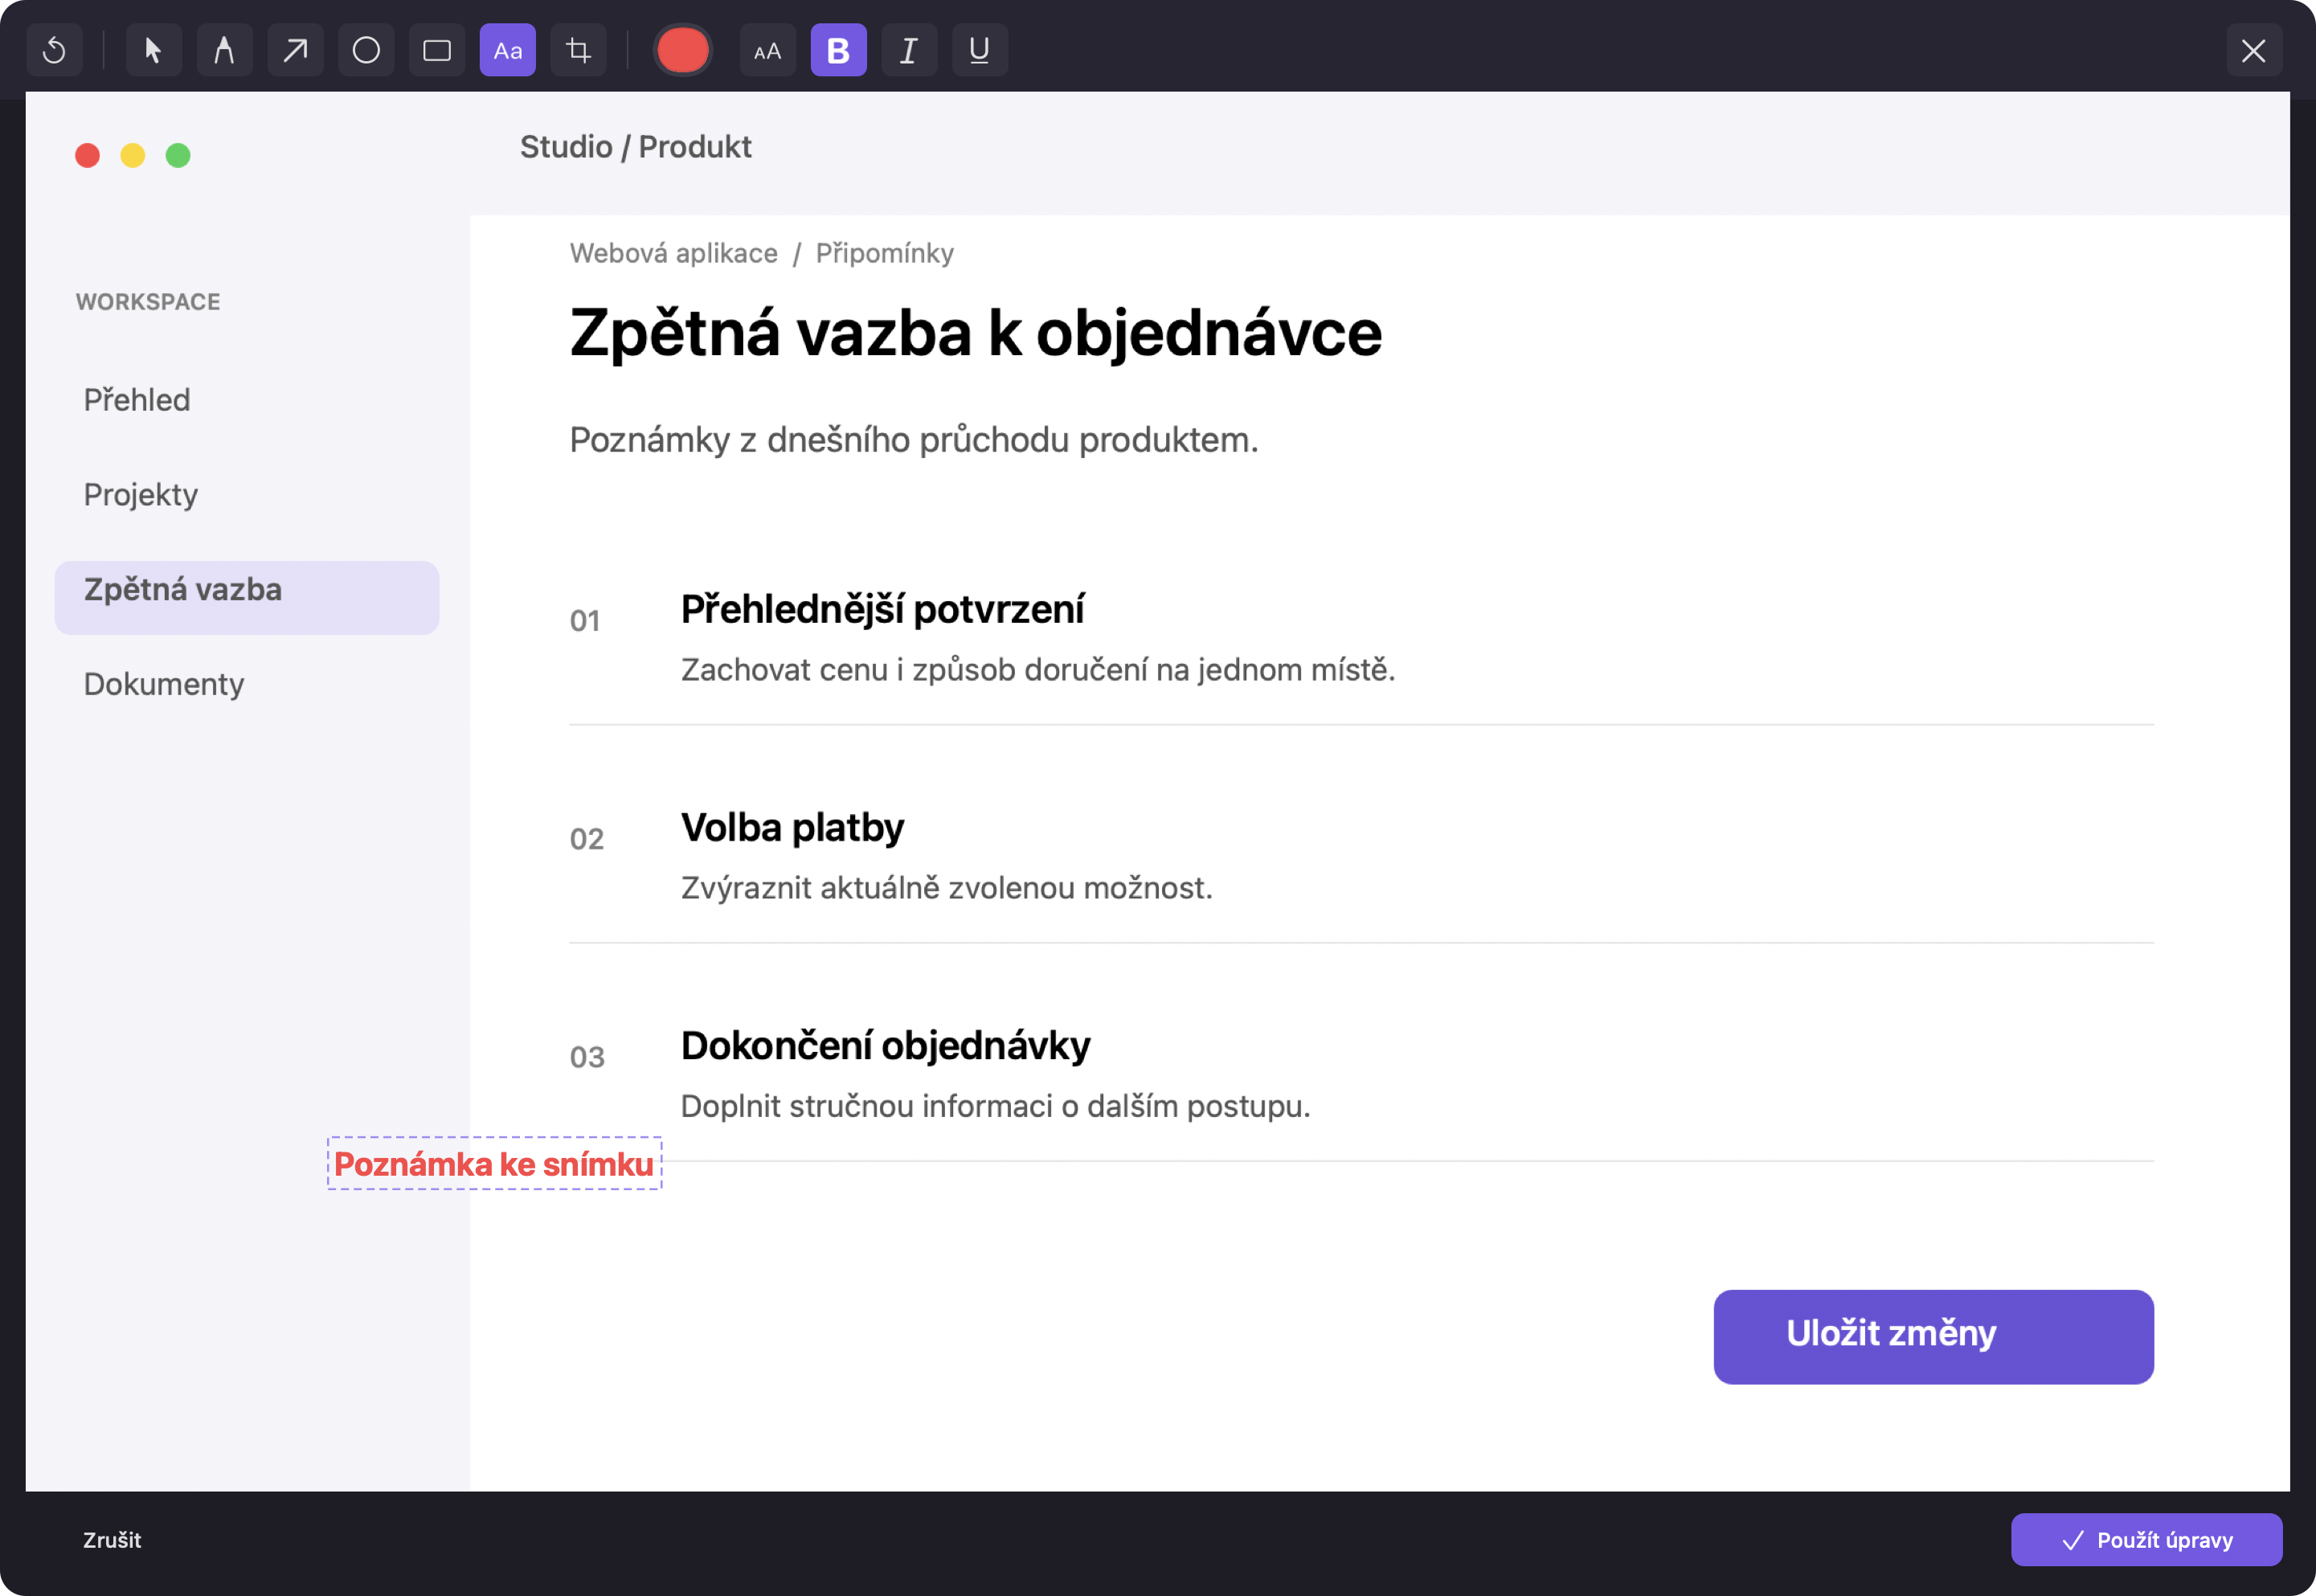 Aa
AA
B
I
U
Studio / Produkt
WORKSPACE
Přehled
Projekty
Zpětná vazba
Dokumenty
Webová aplikace / Připomínky
Zpětná vazba k objednávce
Poznámky z dnešního průchodu produktem.
01
Přehlednější potvrzení
Zachovat cenu i způsob doručení na jednom místě.
02
Volba platby
Zvýraznit aktuálně zvolenou možnost.
03
Dokončení objednávky
Doplnit stručnou informaci o dalším postupu.
Poznámka ke snímku
Uložit změny
Zrušit
Použít úpravy